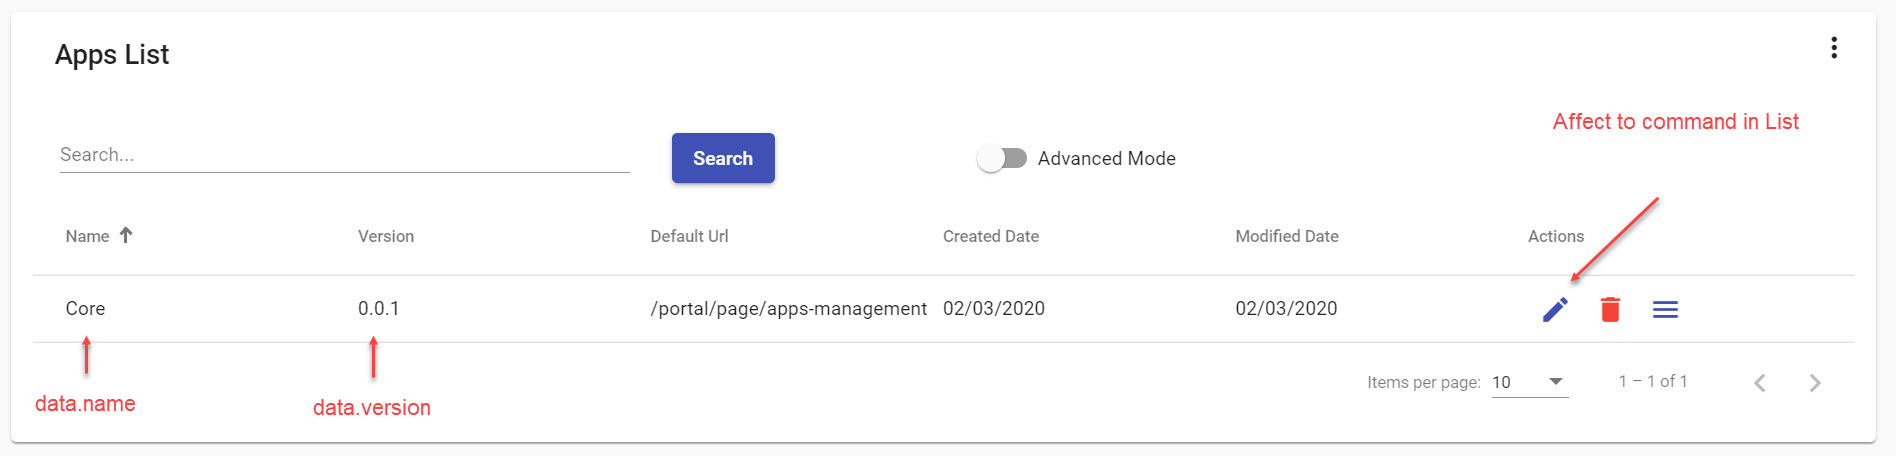 Apps List
Affect to command in List
Search...
Search
Advanced Mode
Name Version Default Url Created Date Modified Date Actions
Core 0.0.1 /portal/page/apps-management 02/03/2020 02/03/2020
data.name data.version
Items per page: 10 1 – 1 of 1